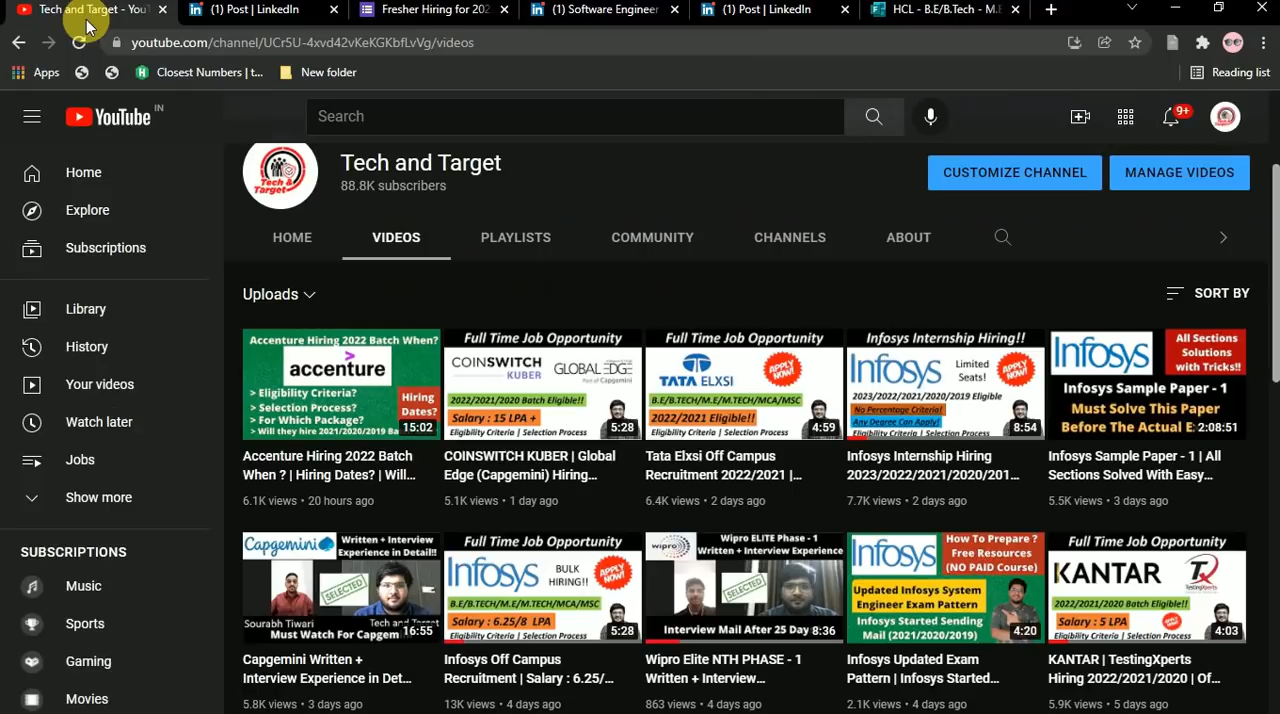 Tech and Target - YouT
(1) Post | LinkedIn
Fresher Hiring for 202
(1) Software Engineer
(1) Post | LinkedIn
HCL - B.E/B.Tech - M.E
youtube.com/channel/UCr5U-4xvd42vKeKGKbfLvVg/videos
Apps
Closest Numbers | t...
New folder
Reading list
YouTube IN
Search
9+
Home
Explore
Subscriptions
Library
History
Your videos
Watch later
Jobs
Show more
SUBSCRIPTIONS
Music
Sports
Gaming
Movies
Tech &
Target
Tech and Target
88.8K subscribers
CUSTOMIZE CHANNEL
MANAGE VIDEOS
HOME
VIDEOS
PLAYLISTS
COMMUNITY
CHANNELS
ABOUT
Uploads
SORT BY
Accenture Hiring 2022 Batch When?
accenture
> Eligibility Criteria?
> Selection Process?
> For Which Package?
> Will they hire 2021/2020/2019 Ba
Hiring
Dates?
15:02
Accenture Hiring 2022 Batch
When ? | Hiring Dates? | Will...
6.1K views • 20 hours ago
Full Time Job Opportunity
COINSWITCH
KUBER
GLOBAL EDGE
Part of Capgemini
2022/2021/2020 Batch Eligible!!
Salary : 15 LPA +
Eligibility Criteria | Selection Process
5:28
COINSWITCH KUBER | Global
Edge (Capgemini) Hiring...
5.1K views • 1 day ago
Full Time Job Opportunity
TATA ELXSI
APPLY
NOW!
B.E/B.TECH/M.E/M.TECH/MCA/MSC
2022/2021 Eligible!!
Eligibility Criteria | Selection Process
4:59
Tata Elxsi Off Campus
Recruitment 2022/2021 |...
6.4K views • 2 days ago
Infosys Internship Hiring!!
Infosys
Limited
Seats!
APPLY
NOW!
2023/2022/2021/2020/2019 Eligible
No Percentage Criteria!
Any Degree Can Apply!
Eligibility Criteria | Selection Process
8:54
Infosys Internship Hiring
2023/2022/2021/2020/201...
7.7K views • 2 days ago
Infosys
All Sections
Solutions
with Tricks!!
Infosys Sample Paper - 1
Must Solve This Paper
Before The Actual E
2:08:51
Infosys Sample Paper - 1 | All
Sections Solved With Easy...
5.5K views • 3 days ago
Capgemini
Written + Interview
Experience in Detail!!
SELECTED
Sourabh Tiwari
Tech and Target
Must Watch For Capgem
16:55
Capgemini Written +
Interview Experience in Det...
5.8K views • 3 days ago
Full Time Job Opportunity
Infosys
BULK
HIRING!!
APPLY
NOW!
B.E/B.TECH/M.E/M.TECH/MCA/MSC
Salary : 6.25/8 LPA
Eligibility Criteria | Selection Process
5:28
Infosys Off Campus
Recruitment | Salary : 6.25/...
13K views • 4 days ago
wipro
Wipro ELITE Phase - 1
Written + Interview Experience
SELECTED
Interview Mail After 25 Day
8:36
Wipro Elite NTH PHASE - 1
Written + Interview...
863 views • 4 days ago
Infosys
How To Prepare ?
Free Resources
(NO PAID Course)
Updated Infosys System
Engineer Exam Pattern
Infosys Started Sending
Mail (2021/2020/2019)
4:20
Infosys Updated Exam
Pattern | Infosys Started...
2.1K views • 4 days ago
Full Time Job Opportunity
KANTAR
TestingXperts
2022/2021/2020 Batch Eligible!!
Salary : 5 LPA
Eligibility Criteria | Selection Process
4:03
KANTAR | TestingXperts
Hiring 2022/2021/2020 | Of...
5.9K views • 5 days ago